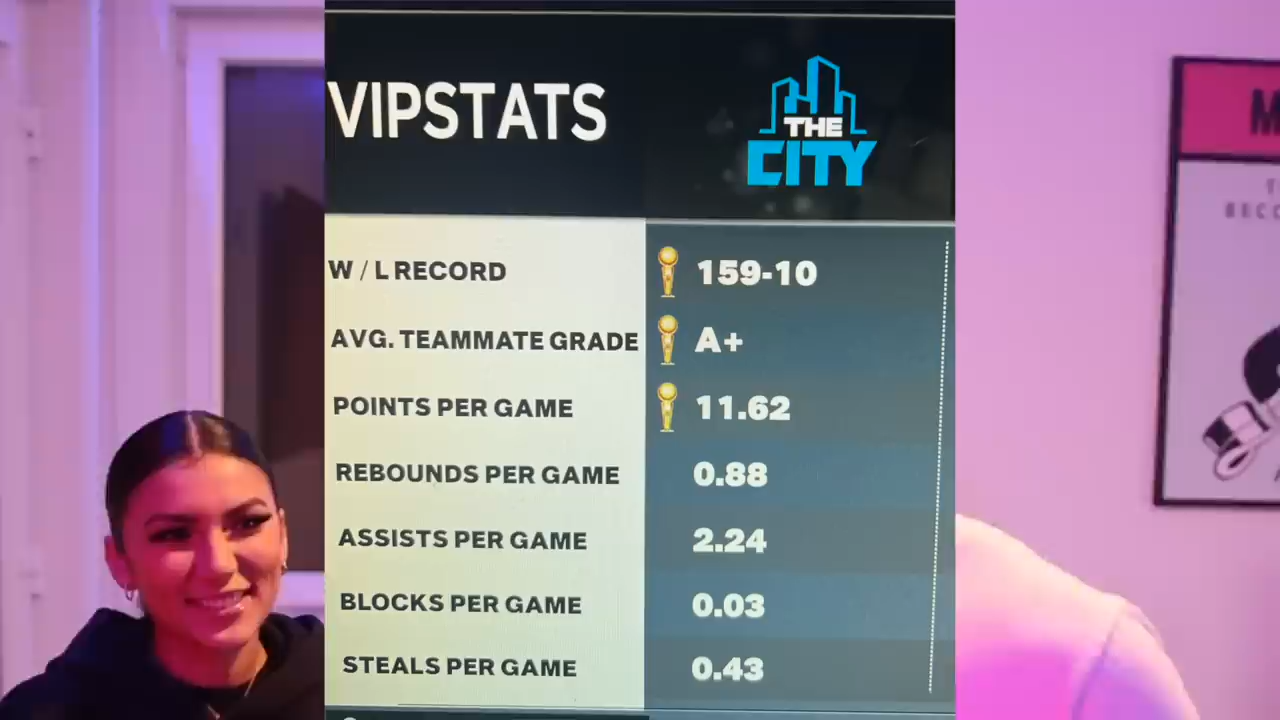 VIPSTATS
THE
CITY
W / L RECORD 159-10
AVG. TEAMMATE GRADE A+
POINTS PER GAME 11.62
REBOUNDS PER GAME 0.88
ASSISTS PER GAME 2.24
BLOCKS PER GAME 0.03
STEALS PER GAME 0.43
M
T
BECO